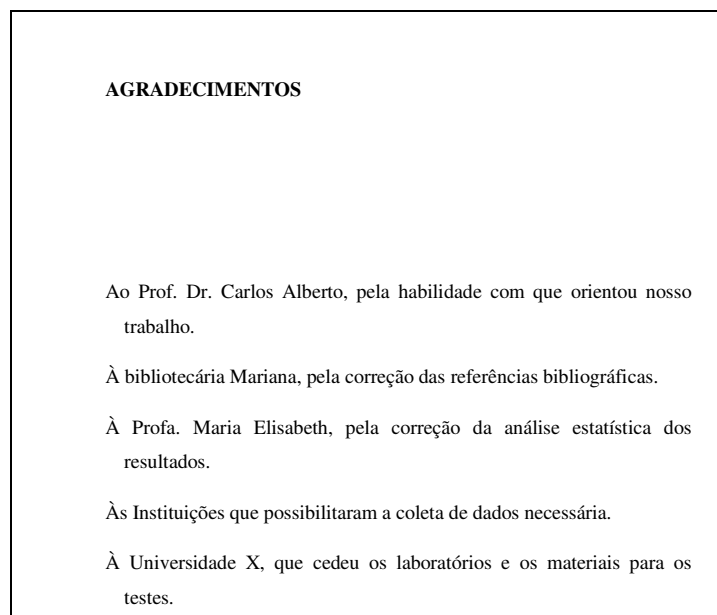 AGRADECIMENTOS
Ao Prof. Dr. Carlos Alberto, pela habilidade com que orientou nosso
trabalho.
À bibliotecária Mariana, pela correção das referências bibliográficas.
À Profa. Maria Elisabeth, pela correção da análise estatística dos
resultados.
Às Instituições que possibilitaram a coleta de dados necessária.
À Universidade X, que cedeu os laboratórios e os materiais para os
testes.